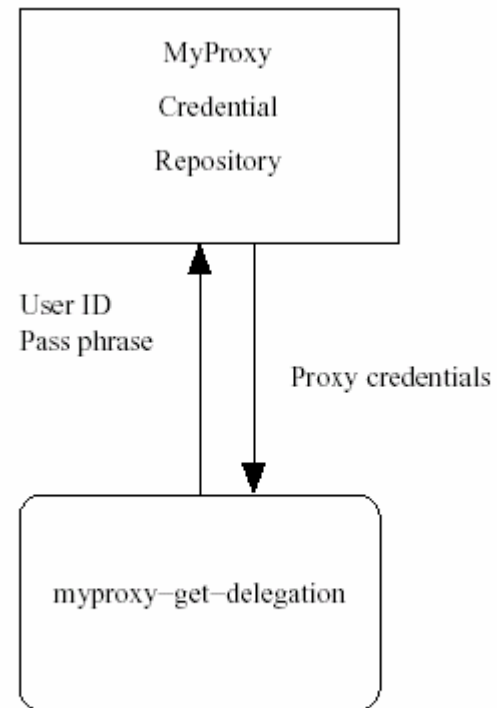 MyProxy
Credential
Repository
User ID
Pass phrase
Proxy credentials
myproxy−get−delegation